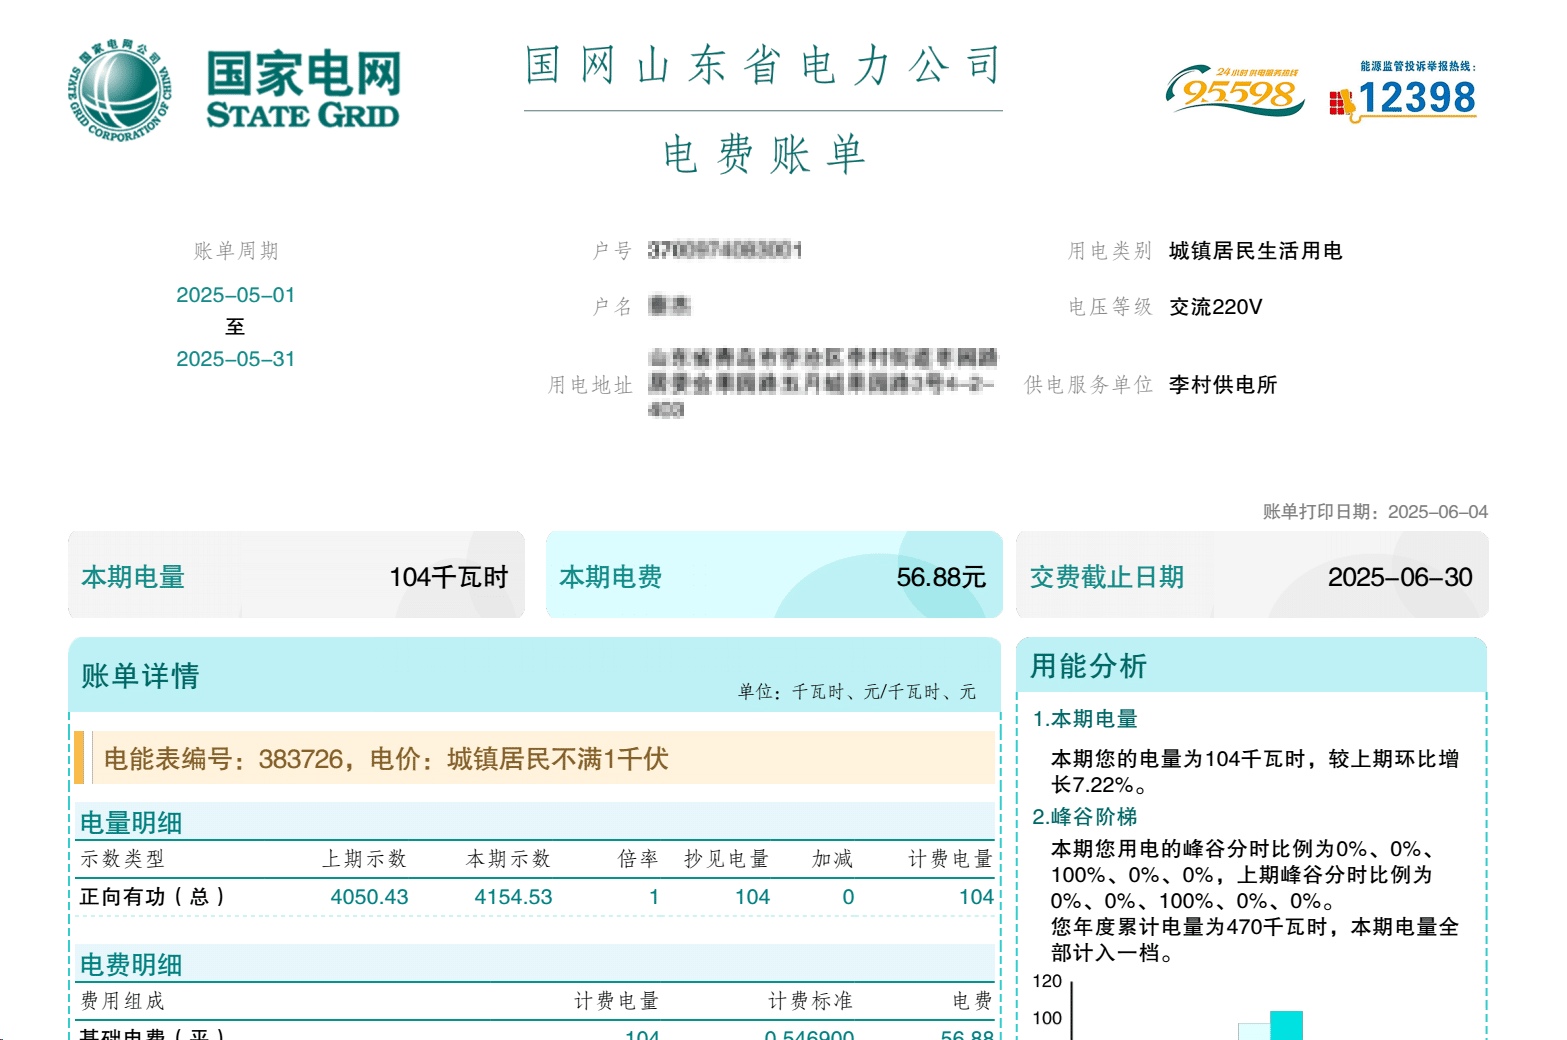 国家电网公司
STATE GRID CORPORATION OF
国家电网
STATE GRID
国网山东省电力公司
电费账单
24小时供电服务热线
95598
能源监管投诉举报热线：
12398
账单周期
2025-05-01
至
2025-05-31
户号
户名
用电地址
用电类别 城镇居民生活用电
电压等级 交流220V
供电服务单位 李村供电所
账单打印日期：2025-06-04
本期电量 104千瓦时
本期电费 56.88元
交费截止日期 2025-06-30
账单详情
单位：千瓦时、元/千瓦时、元
电能表编号：383726，电价：城镇居民不满1千伏
电量明细
示数类型 上期示数 本期示数 倍率 抄见电量 加减 计费电量
正向有功（总） 4050.43 4154.53 1 104 0 104
电费明细
费用组成 计费电量 计费标准 电费
基础电费（平） 104 0.546900 56.88
用能分析
1.本期电量
本期您的电量为104千瓦时，较上期环比增
长7.22%。
2.峰谷阶梯
本期您用电的峰谷分时比例为0%、0%、
100%、0%、0%，上期峰谷分时比例为
0%、0%、100%、0%、0%。
您年度累计电量为470千瓦时，本期电量全
部计入一档。
120
100